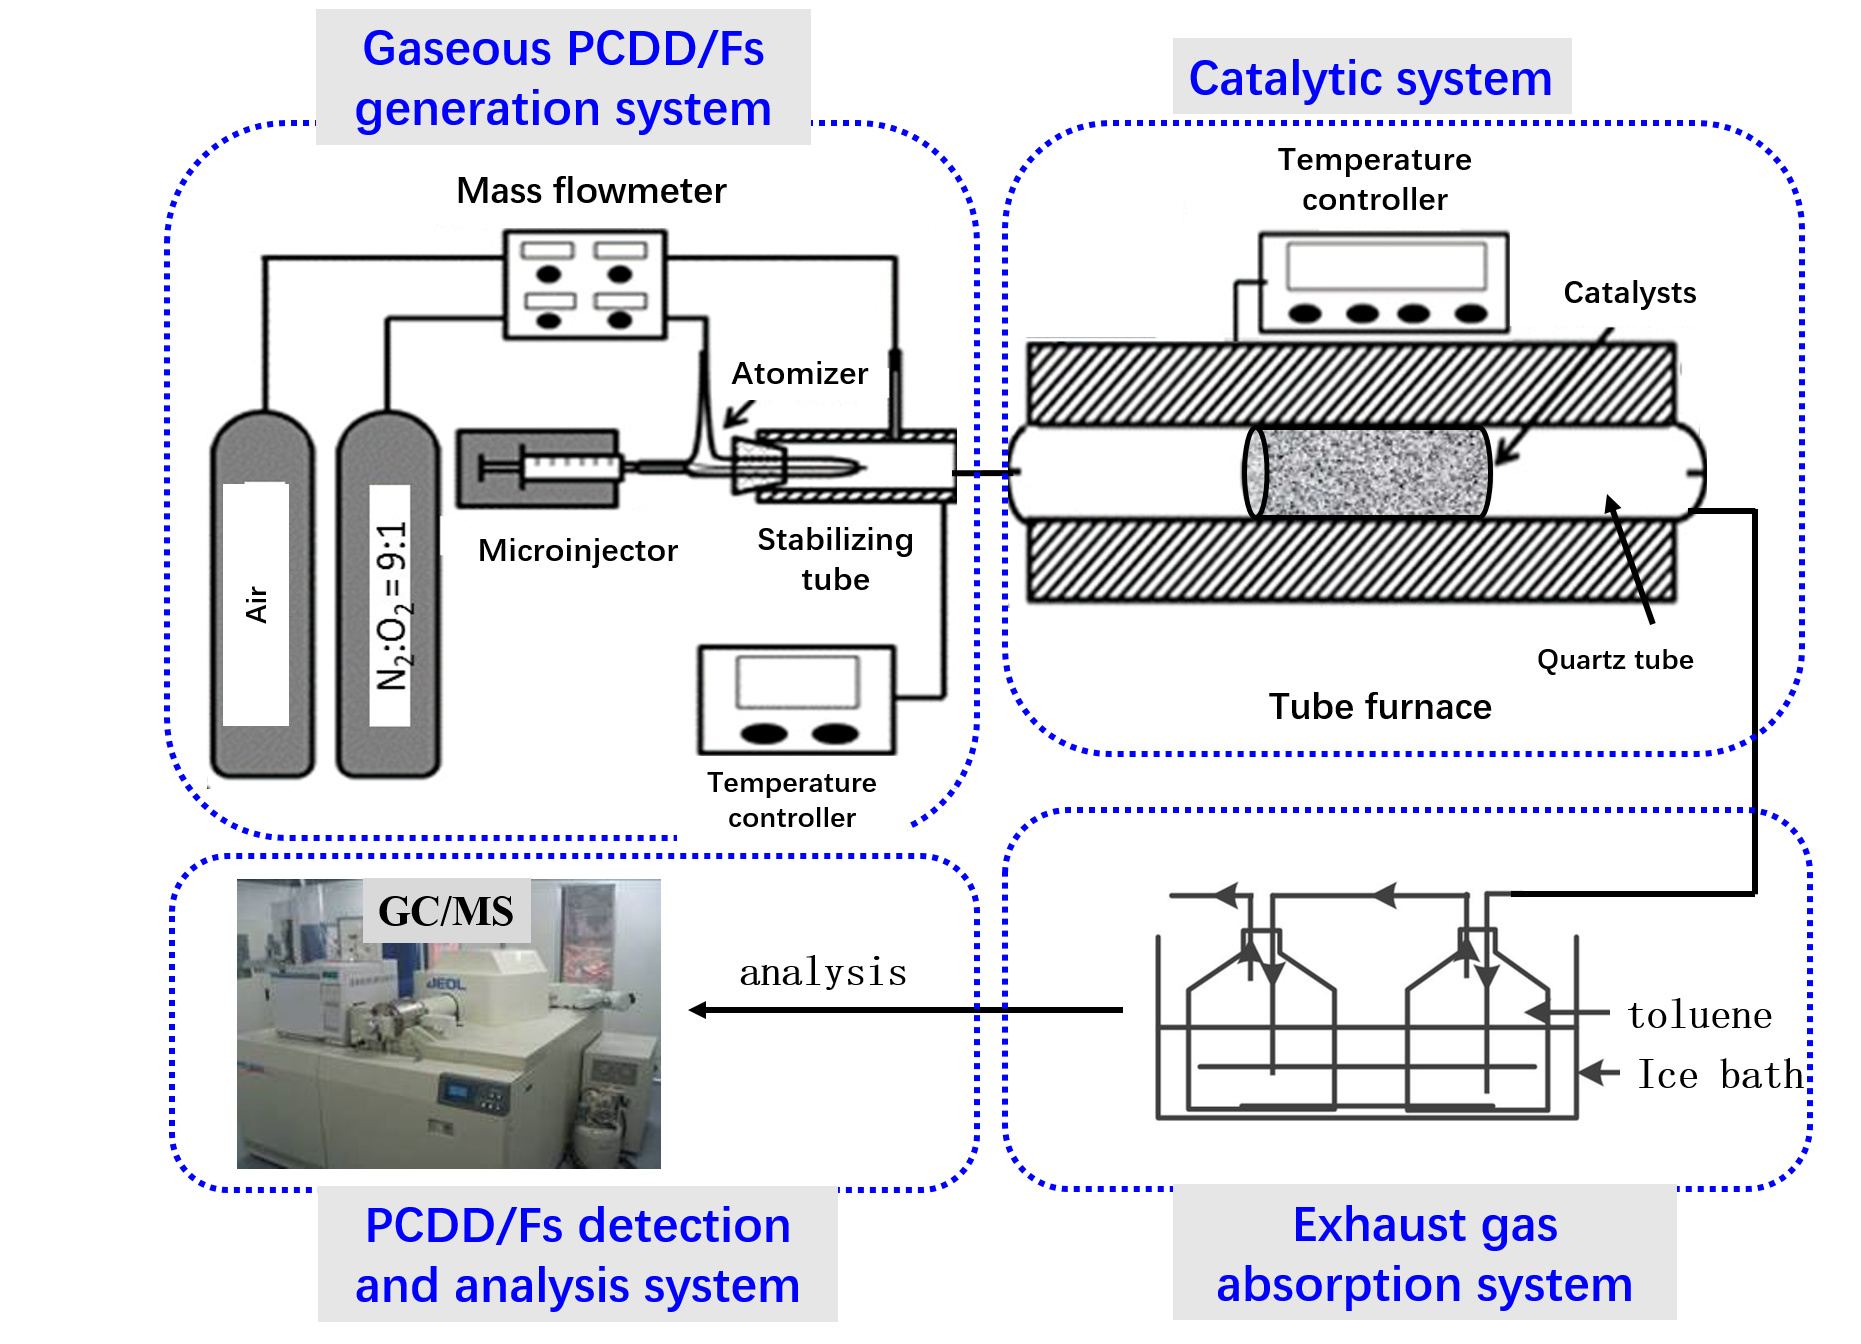 Gaseous PCDD/Fs
generation system
Mass flowmeter
Atomizer
Microinjector
Stabilizing
tube
Air
N₂:O₂ = 9:1
Temperature
controller
Catalytic system
Temperature
controller
Catalysts
Quartz tube
Tube furnace
GC/MS
JEOL
analysis
PCDD/Fs detection
and analysis system
toluene
Ice bath
Exhaust gas
absorption system